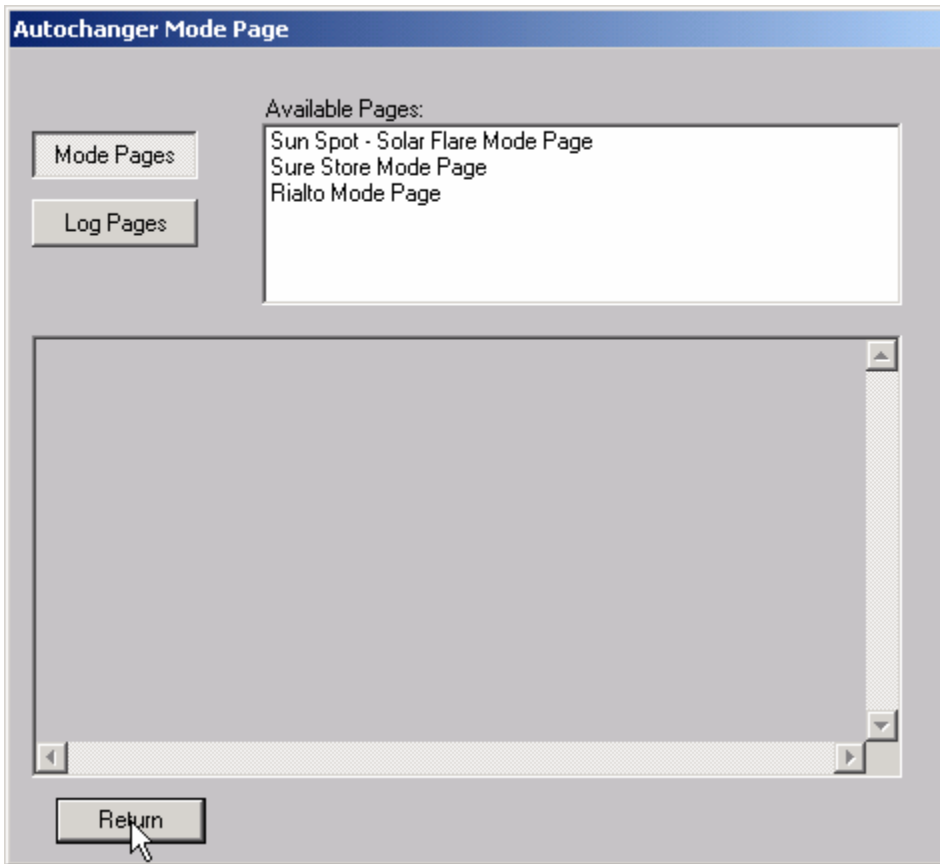 Autochanger Mode Page
Available Pages:
Mode Pages
Sun Spot - Solar Flare Mode Page
Sure Store Mode Page
Rialto Mode Page
Log Pages
Return